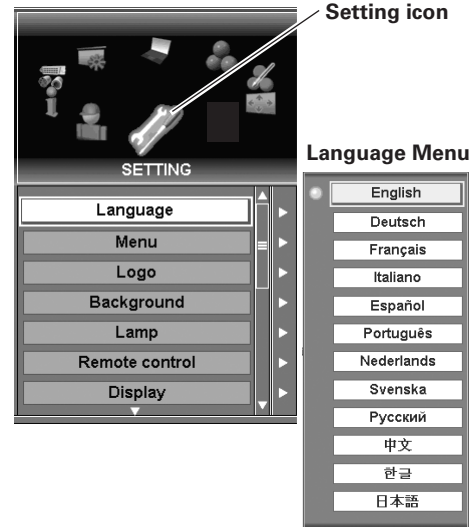 Setting icon
SETTING
Language
Menu
Logo
Background
Lamp
Remote control
Display
Language Menu
English
Deutsch
Français
Italiano
Español
Português
Nederlands
Svenska
Русский
中文
한글
日本語